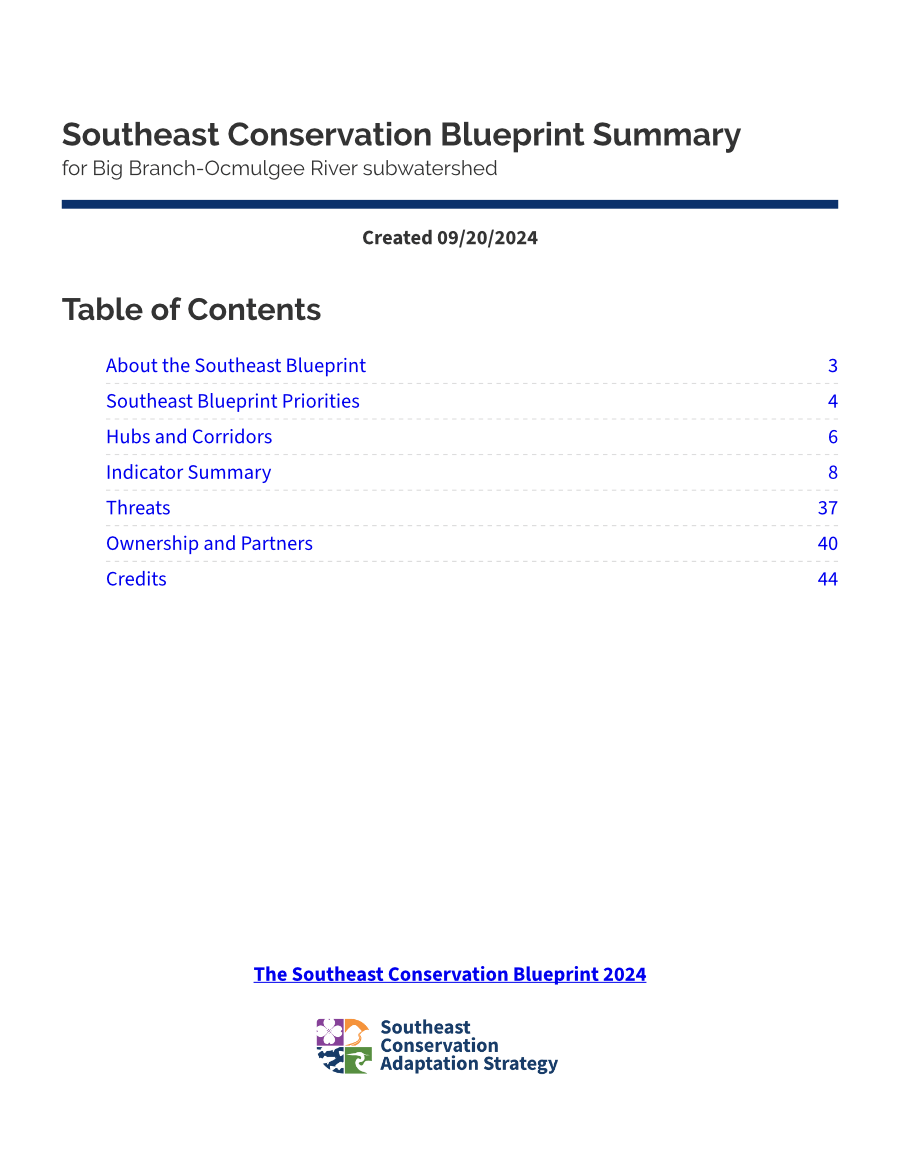 Southeast Conservation Blueprint Summary
for Big Branch-Ocmulgee River subwatershed
Created 09/20/2024
Table of Contents
About the Southeast Blueprint 3
Southeast Blueprint Priorities 4
Hubs and Corridors 6
Indicator Summary 8
Threats 37
Ownership and Partners 40
Credits 44
The Southeast Conservation Blueprint 2024
Southeast
Conservation
Adaptation Strategy